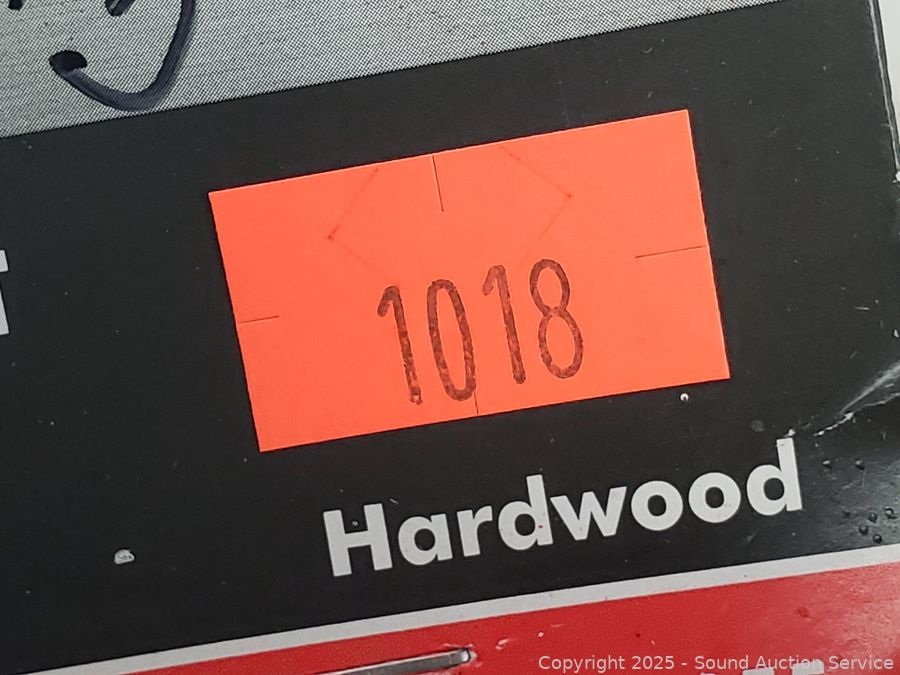 1018
Hardwood
Copyright 2025 - Sound Auction Service